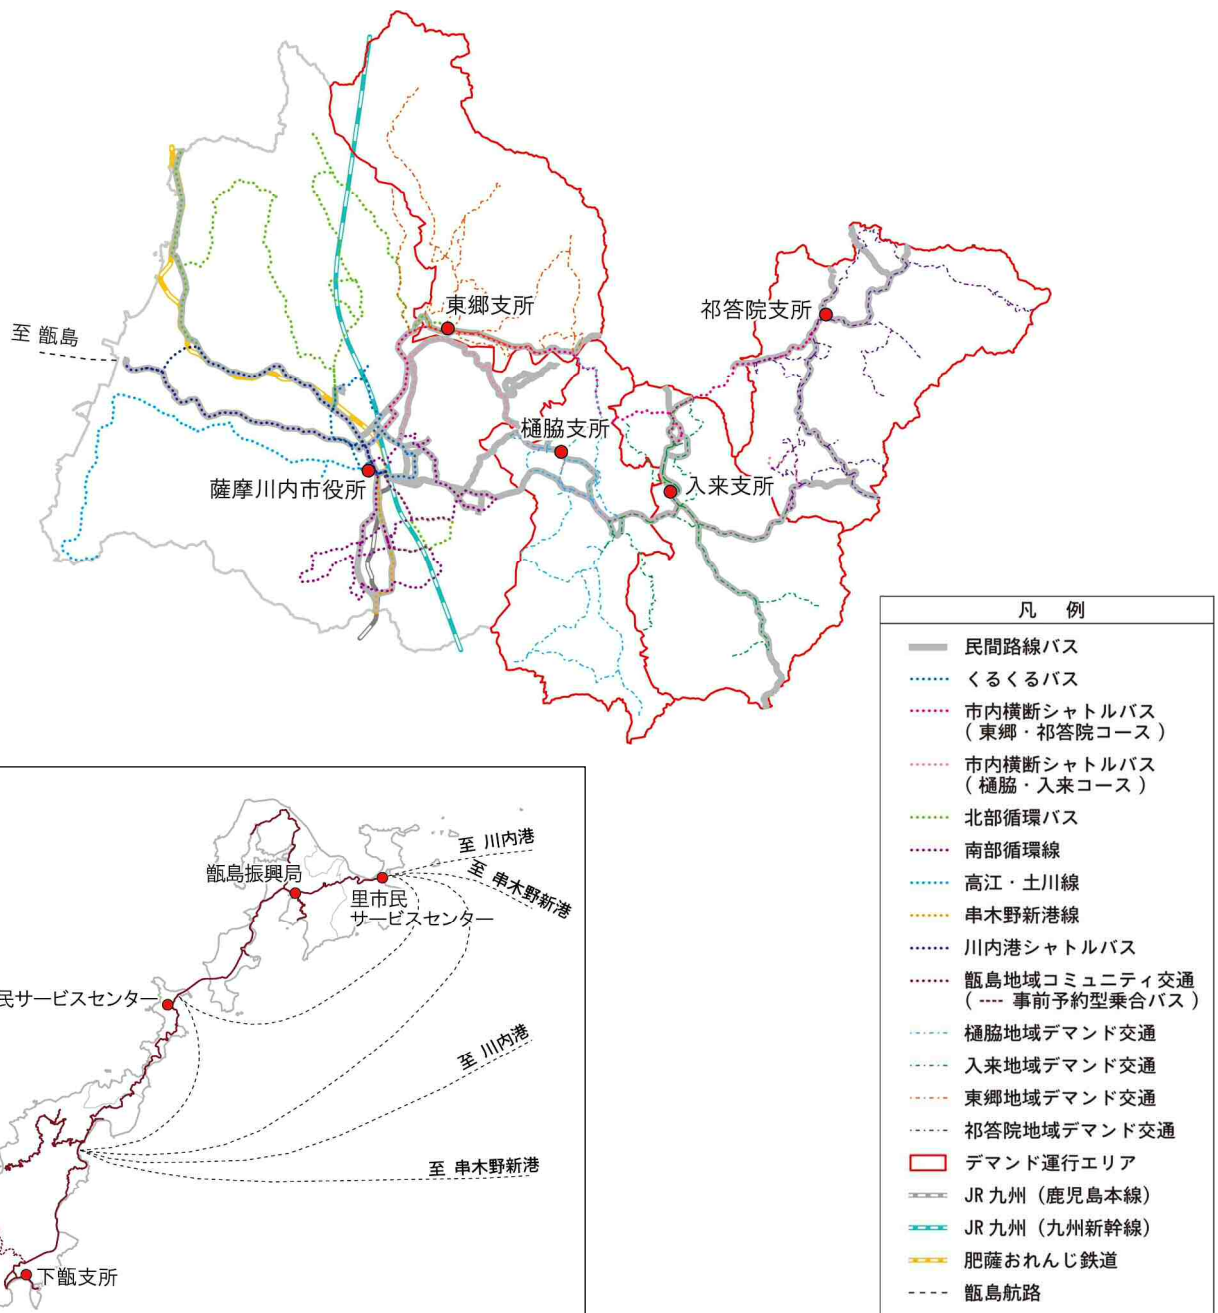 東郷支所
祁答院支所
至 甑島
樋脇支所
薩摩川内市役所
入来支所
凡 例
民間路線バス
くるくるバス
市内横断シャトルバス
( 東郷・祁答院コース )
市内横断シャトルバス
( 樋脇・入来コース )
北部循環バス
南部循環線
高江・土川線
串木野新港線
川内港シャトルバス
甑島地域コミュニティ交通
( ---- 事前予約型乗合バス )
樋脇地域デマンド交通
入来地域デマンド交通
東郷地域デマンド交通
祁答院地域デマンド交通
デマンド運行エリア
JR 九州（鹿児島本線）
JR 九州（九州新幹線）
肥薩おれんじ鉄道
甑島航路
至 川内港
至 串木野新港
甑島振興局
里市民
サービスセンター
民サービスセンター
至 川内港
至 串木野新港
下甑支所